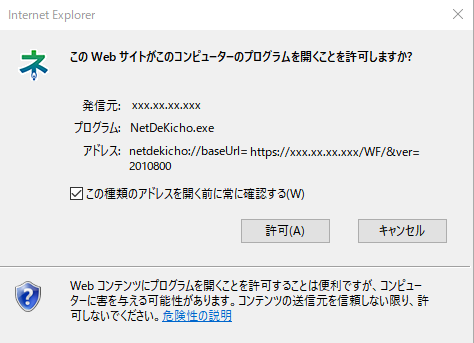 Internet Explorer
ネ
この Web サイトがこのコンピューターのプログラムを開くことを許可しますか?
発信元: xxx.xx.xx.xxx
プログラム: NetDeKicho.exe
アドレス: netdekicho://baseUrl= https://xxx.xx.xx.xxx/WF/&ver=
2010800
この種類のアドレスを開く前に常に確認する(W)
許可(A) キャンセル
Web コンテンツにプログラムを開くことを許可することは便利ですが、コンピュー
ターに害を与える可能性があります。コンテンツの送信元を信頼しない限り、許
可しないでください。危険性の説明